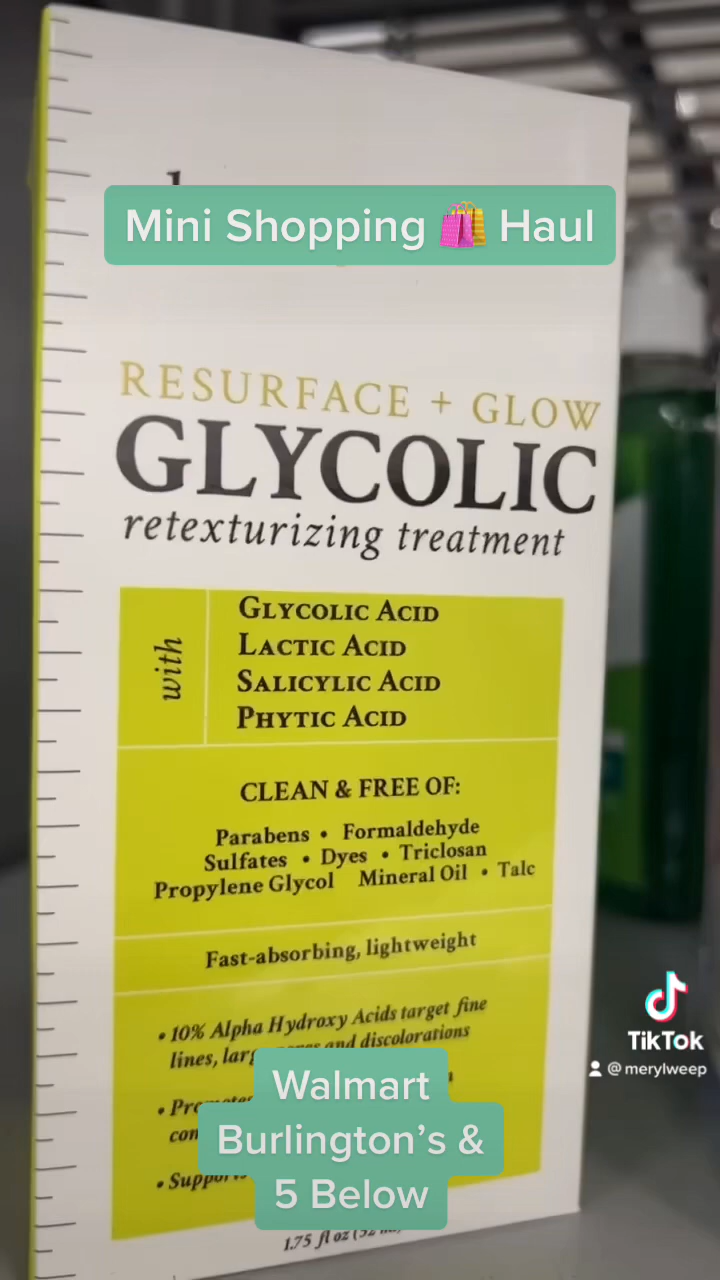 Mini Shopping 🛍️ Haul
RESURFACE + GLOW
GLYCOLIC
retexturizing treatment
with
GLYCOLIC ACID
LACTIC ACID
SALICYLIC ACID
PHYTIC ACID
CLEAN & FREE OF:
Parabens • Formaldehyde
Sulfates • Dyes • Triclosan
Propylene Glycol Mineral Oil • Talc
Fast-absorbing, lightweight
• 10% Alpha Hydroxy Acids target fine
lines, and discolorations
Walmart
Burlington’s &
5 Below
1.75 fl oz
TikTok
@merylweep